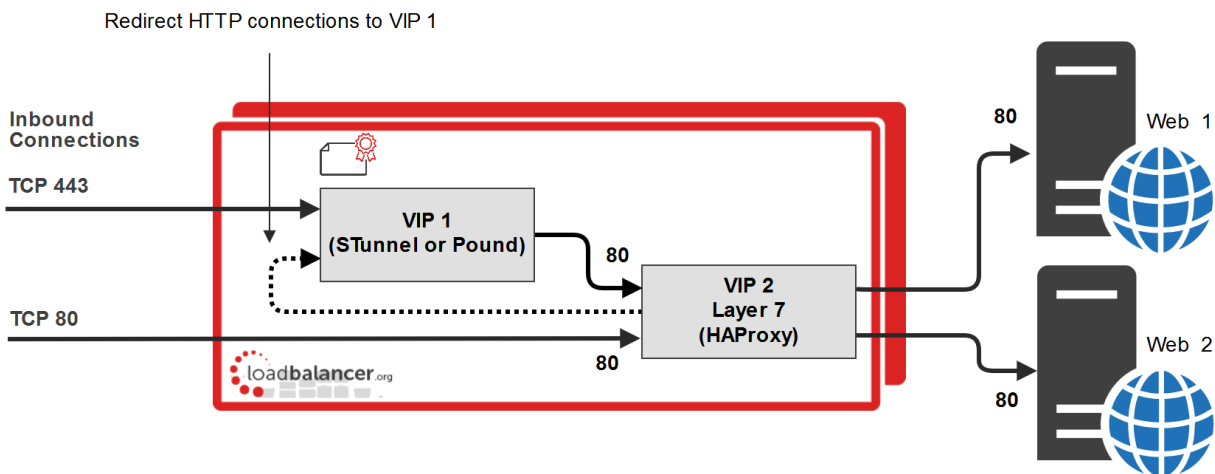 Redirect HTTP connections to VIP 1
Inbound
Connections
TCP 443
VIP 1
(STunnel or Pound)
80
TCP 80
80
VIP 2
Layer 7
(HAProxy)
loadbalancer.org
80
Web 1
Web 2
80